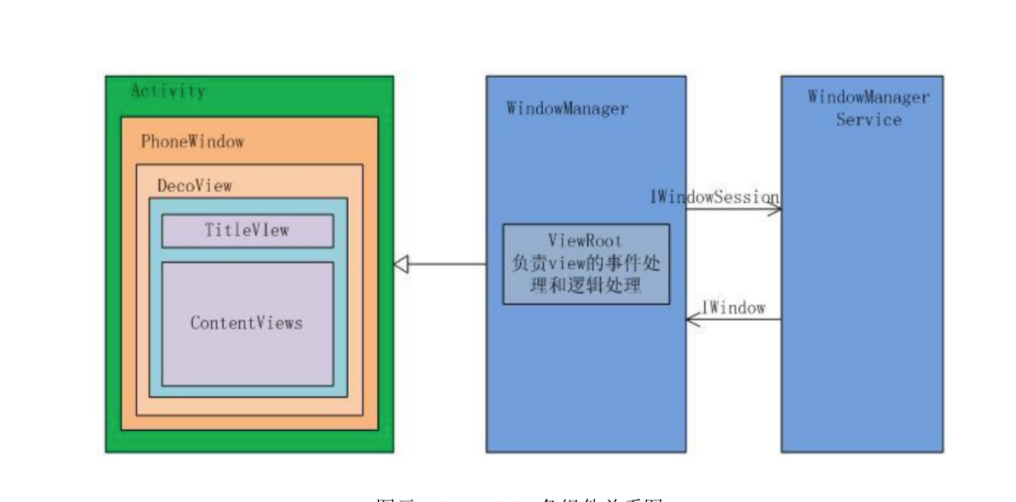 Activity
PhoneWindow
DecoView
TitleVIew
ContentViews
WindowManager
ViewRoot
负责view的事件处
理和逻辑处理
IWindowSession
IWindow
WindowManager
Service